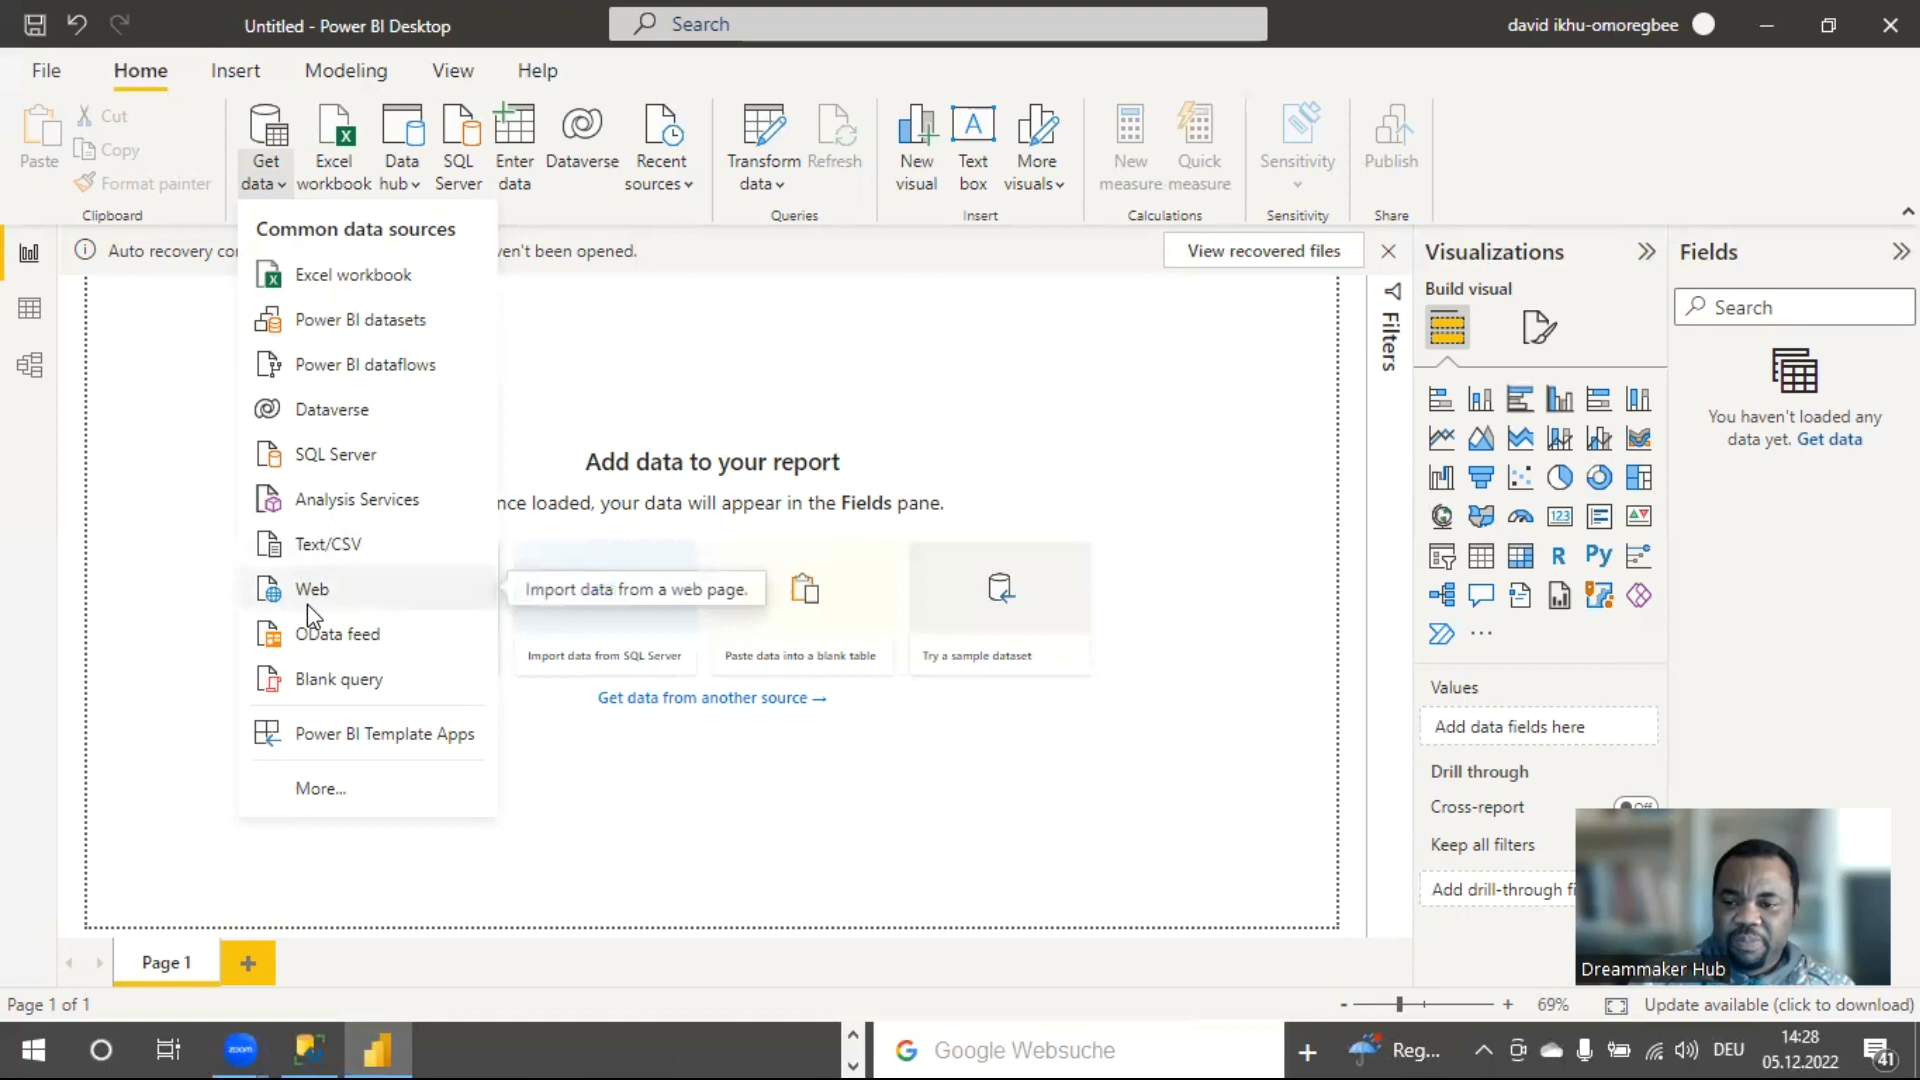 Untitled - Power BI Desktop
Search
david ikhu-omoregbee
File
Home
Insert
Modeling
View
Help
Paste
Cut
Copy
Format painter
Clipboard
Get data
Excel workbook
Data hub
SQL Server
Enter data
Dataverse
Recent sources
Transform data
Refresh
Queries
New visual
Text box
More visuals
Insert
New measure
Quick measure
Calculations
Sensitivity
Sensitivity
Publish
Share
Auto recovery co
ven't been opened.
View recovered files
Common data sources
Excel workbook
Power BI datasets
Power BI dataflows
Dataverse
SQL Server
Analysis Services
Text/CSV
Web
OData feed
Blank query
Power BI Template Apps
More...
Import data from a web page.
Add data to your report
nce loaded, your data will appear in the Fields pane.
Import data from SQL Server
Paste data into a blank table
Try a sample dataset
Get data from another source →
Filters
Visualizations
Build visual
123
R
Py
...
Values
Add data fields here
Drill through
Cross-report
Off
Keep all filters
Add drill-through fi
Fields
Search
You haven't loaded any
data yet. Get data
Dreammaker Hub
Page 1
Page 1 of 1
- + 69%
Update available (click to download)
zoom
Google Websuche
Reg...
DEU
14:28
05.12.2022
41